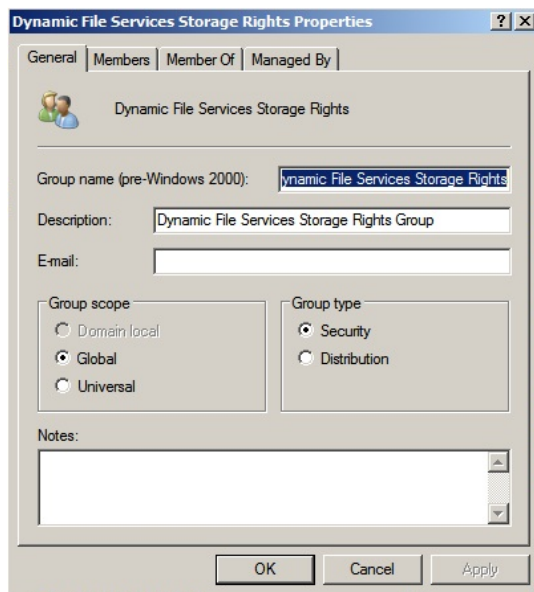 Dynamic File Services Storage Rights Properties
General Members Member Of Managed By
Dynamic File Services Storage Rights
Group name (pre-Windows 2000): ynamic File Services Storage Rights
Description: Dynamic File Services Storage Rights Group
E-mail:
Group scope
Domain local
Global
Universal
Group type
Security
Distribution
Notes:
OK Cancel Apply